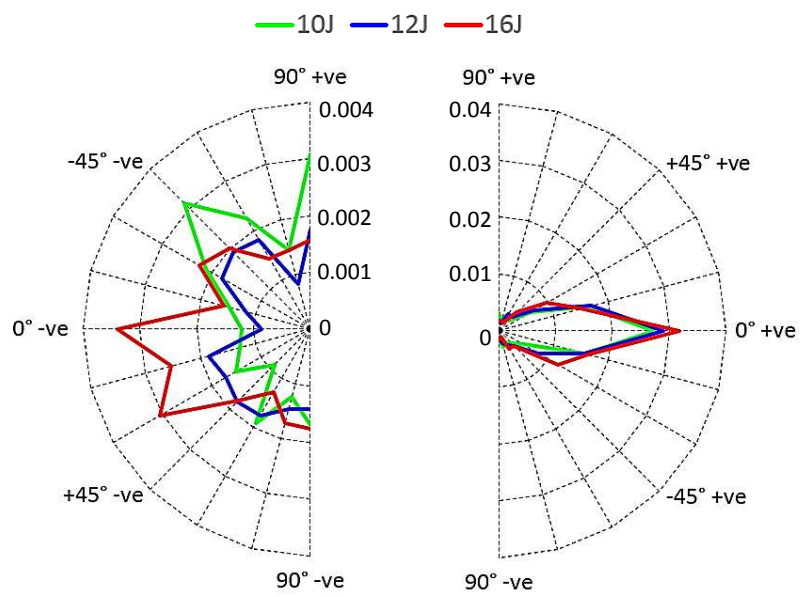 10J 12J 16J
90° +ve 90° +ve
0.004 0.04
-45° -ve 0.003 0.03 +45° +ve
0.002 0.02
0.001 0.01
0° -ve 0 0 0° +ve
+45° -ve -45° +ve
90° -ve 90° -ve